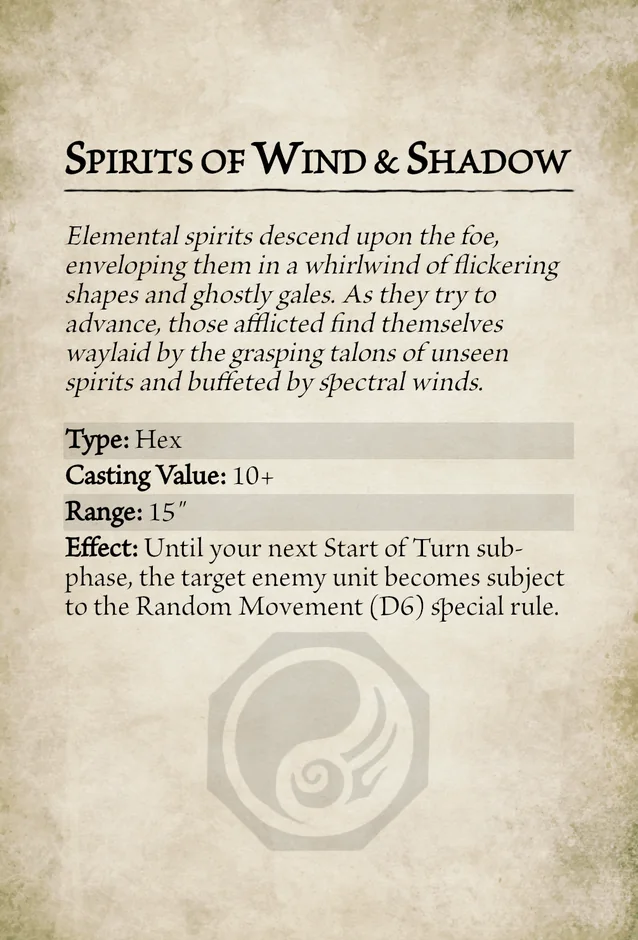 Spirits of Wind & Shadow
Elemental spirits descend upon the foe,
enveloping them in a whirlwind of flickering
shapes and ghostly gales. As they try to
advance, those afflicted find themselves
waylaid by the grasping talons of unseen
spirits and buffeted by spectral winds.
Type: Hex
Casting Value: 10+
Range: 15"
Effect: Until your next Start of Turn sub-
phase, the target enemy unit becomes subject
to the Random Movement (D6) special rule.